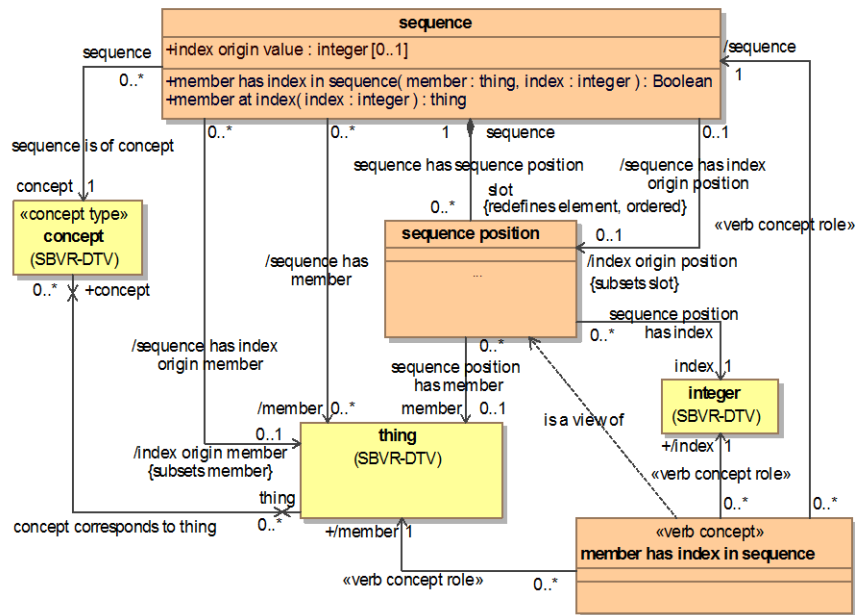 sequence
+index origin value : integer [0..1]
+member has index in sequence( member : thing, index : integer ) : Boolean
+member at index( index : integer ) : thing
sequence
0..*
/sequence
1
0..*
0..*
1
sequence
0..1
sequence is of concept
sequence has sequence position
/sequence has index
origin position
concept
1
slot
0..*
{redefines element, ordered}
«verb concept role»
«concept type»
concept
(SBVR-DTV)
sequence position
...
0..1
/index origin position
{subsets slot}
/sequence has
member
0..*
+concept
sequence position
has index
0..*
0..*
/sequence has index
origin member
sequence position
has member
index
1
integer
(SBVR-DTV)
/member
0..*
member
0..1
is a view of
thing
(SBVR-DTV)
0..1
/index origin member
{subsets member}
+/index
1
«verb concept role»
thing
0..*
concept corresponds to thing
0..*
0..*
+/member
1
«verb concept»
member has index in sequence
«verb concept role»
0..*